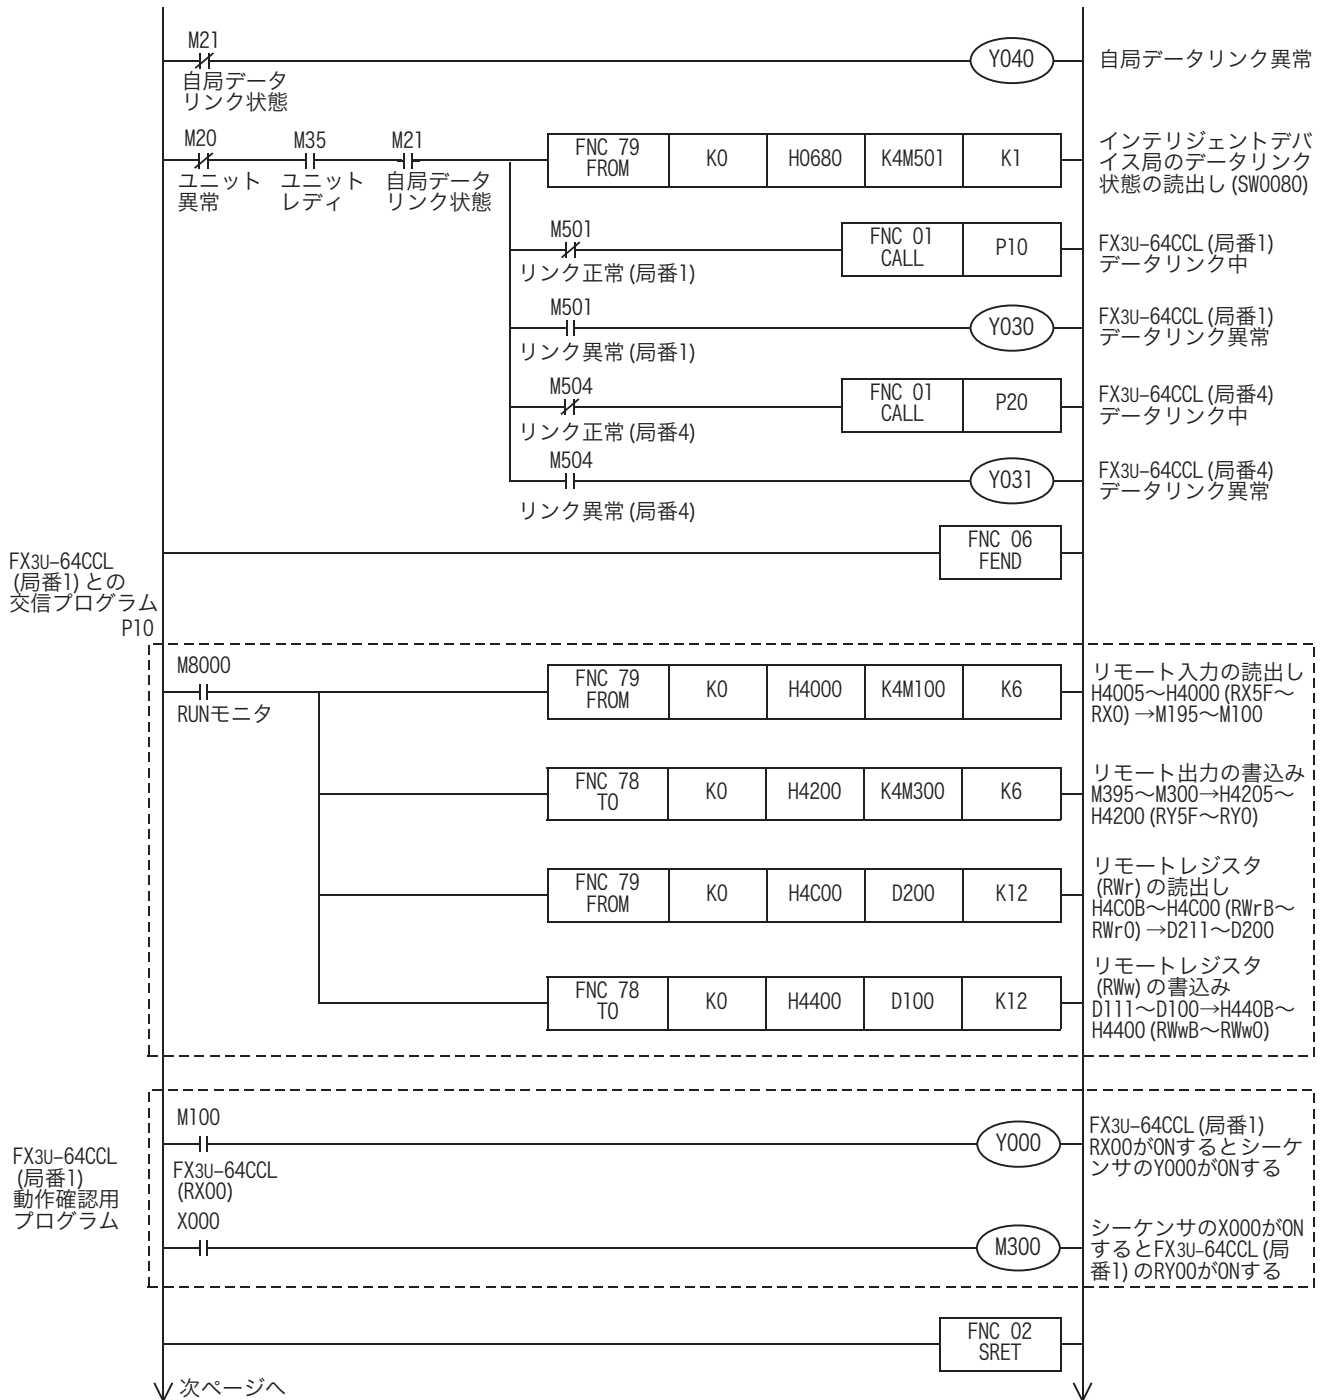 M21
自局データ
リンク状態
Y040
自局データリンク異常
M20
ユニット
異常
M35
ユニット
レディ
M21
自局データ
リンク状態
FNC 79
FROM
K0
H0680
K4M501
K1
インテリジェントデバ
イス局のデータリンク
状態の読出し(SW0080)
M501
リンク正常(局番1)
FNC 01
CALL
P10
FX3U-64CCL(局番1)
データリンク中
M501
リンク異常(局番1)
Y030
FX3U-64CCL(局番1)
データリンク異常
M504
リンク正常(局番4)
FNC 01
CALL
P20
FX3U-64CCL(局番4)
データリンク中
M504
リンク異常(局番4)
Y031
FX3U-64CCL(局番4)
データリンク異常
FNC 06
FEND
FX3U-64CCL
(局番1)との
交信プログラム
P10
M8000
RUNモニタ
FNC 79
FROM
K0
H4000
K4M100
K6
リモート入力の読出し
H4005～H4000(RX5F～
RX0)→M195～M100
FNC 78
TO
K0
H4200
K4M300
K6
リモート出力の書込み
M395～M300→H4205～
H4200(RY5F～RY0)
FNC 79
FROM
K0
H4C00
D200
K12
リモートレジスタ
(RWr)の読出し
H4C0B～H4C00(RWrB～
RWr0)→D211～D200
FNC 78
TO
K0
H4400
D100
K12
リモートレジスタ
(RWw)の書込み
D111～D100→H440B～
H4400(RWwB～RWw0)
FX3U-64CCL
(局番1)
動作確認用
プログラム
M100
FX3U-64CCL
(RX00)
Y000
FX3U-64CCL(局番1)
RX00がONするとシーケ
ンサのY000がONする
X000
M300
シーケンサのX000がON
するとFX3U-64CCL(局
番1)のRY00がONする
FNC 02
SRET
次ページへ